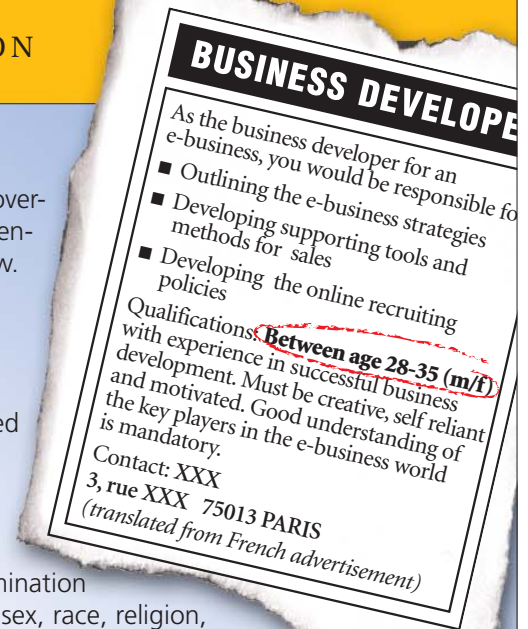 ON
over-
en-
w.
ed
mination
sex, race, religion,
BUSINESS DEVELOPE
As the business developer for an
e-business, you would be responsible fo
■ Outlining the e-business strategies
■ Developing supporting tools and
methods for sales
■ Developing the online recruiting
policies
Qualifications: Between age 28-35 (m/f)
with experience in successful business
development. Must be creative, self reliant
and motivated. Good understanding of
the key players in the e-business world
is mandatory.
Contact: XXX
3, rue XXX 75013 PARIS
(translated from French advertisement)